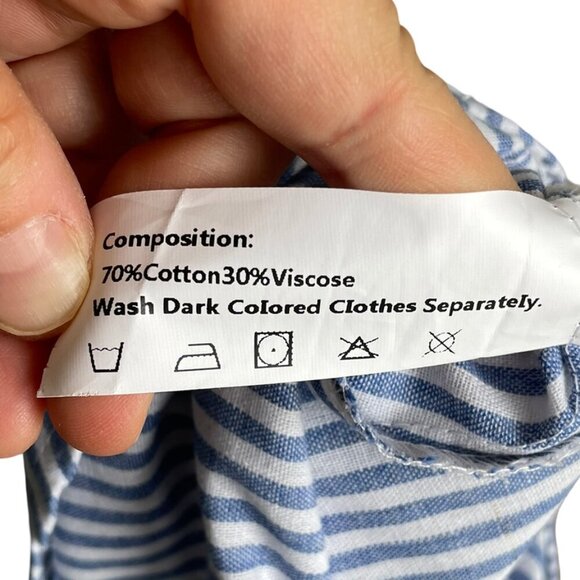 Composition:
70%Cotton30%Viscose
Wash Dark Colored Clothes Separately.